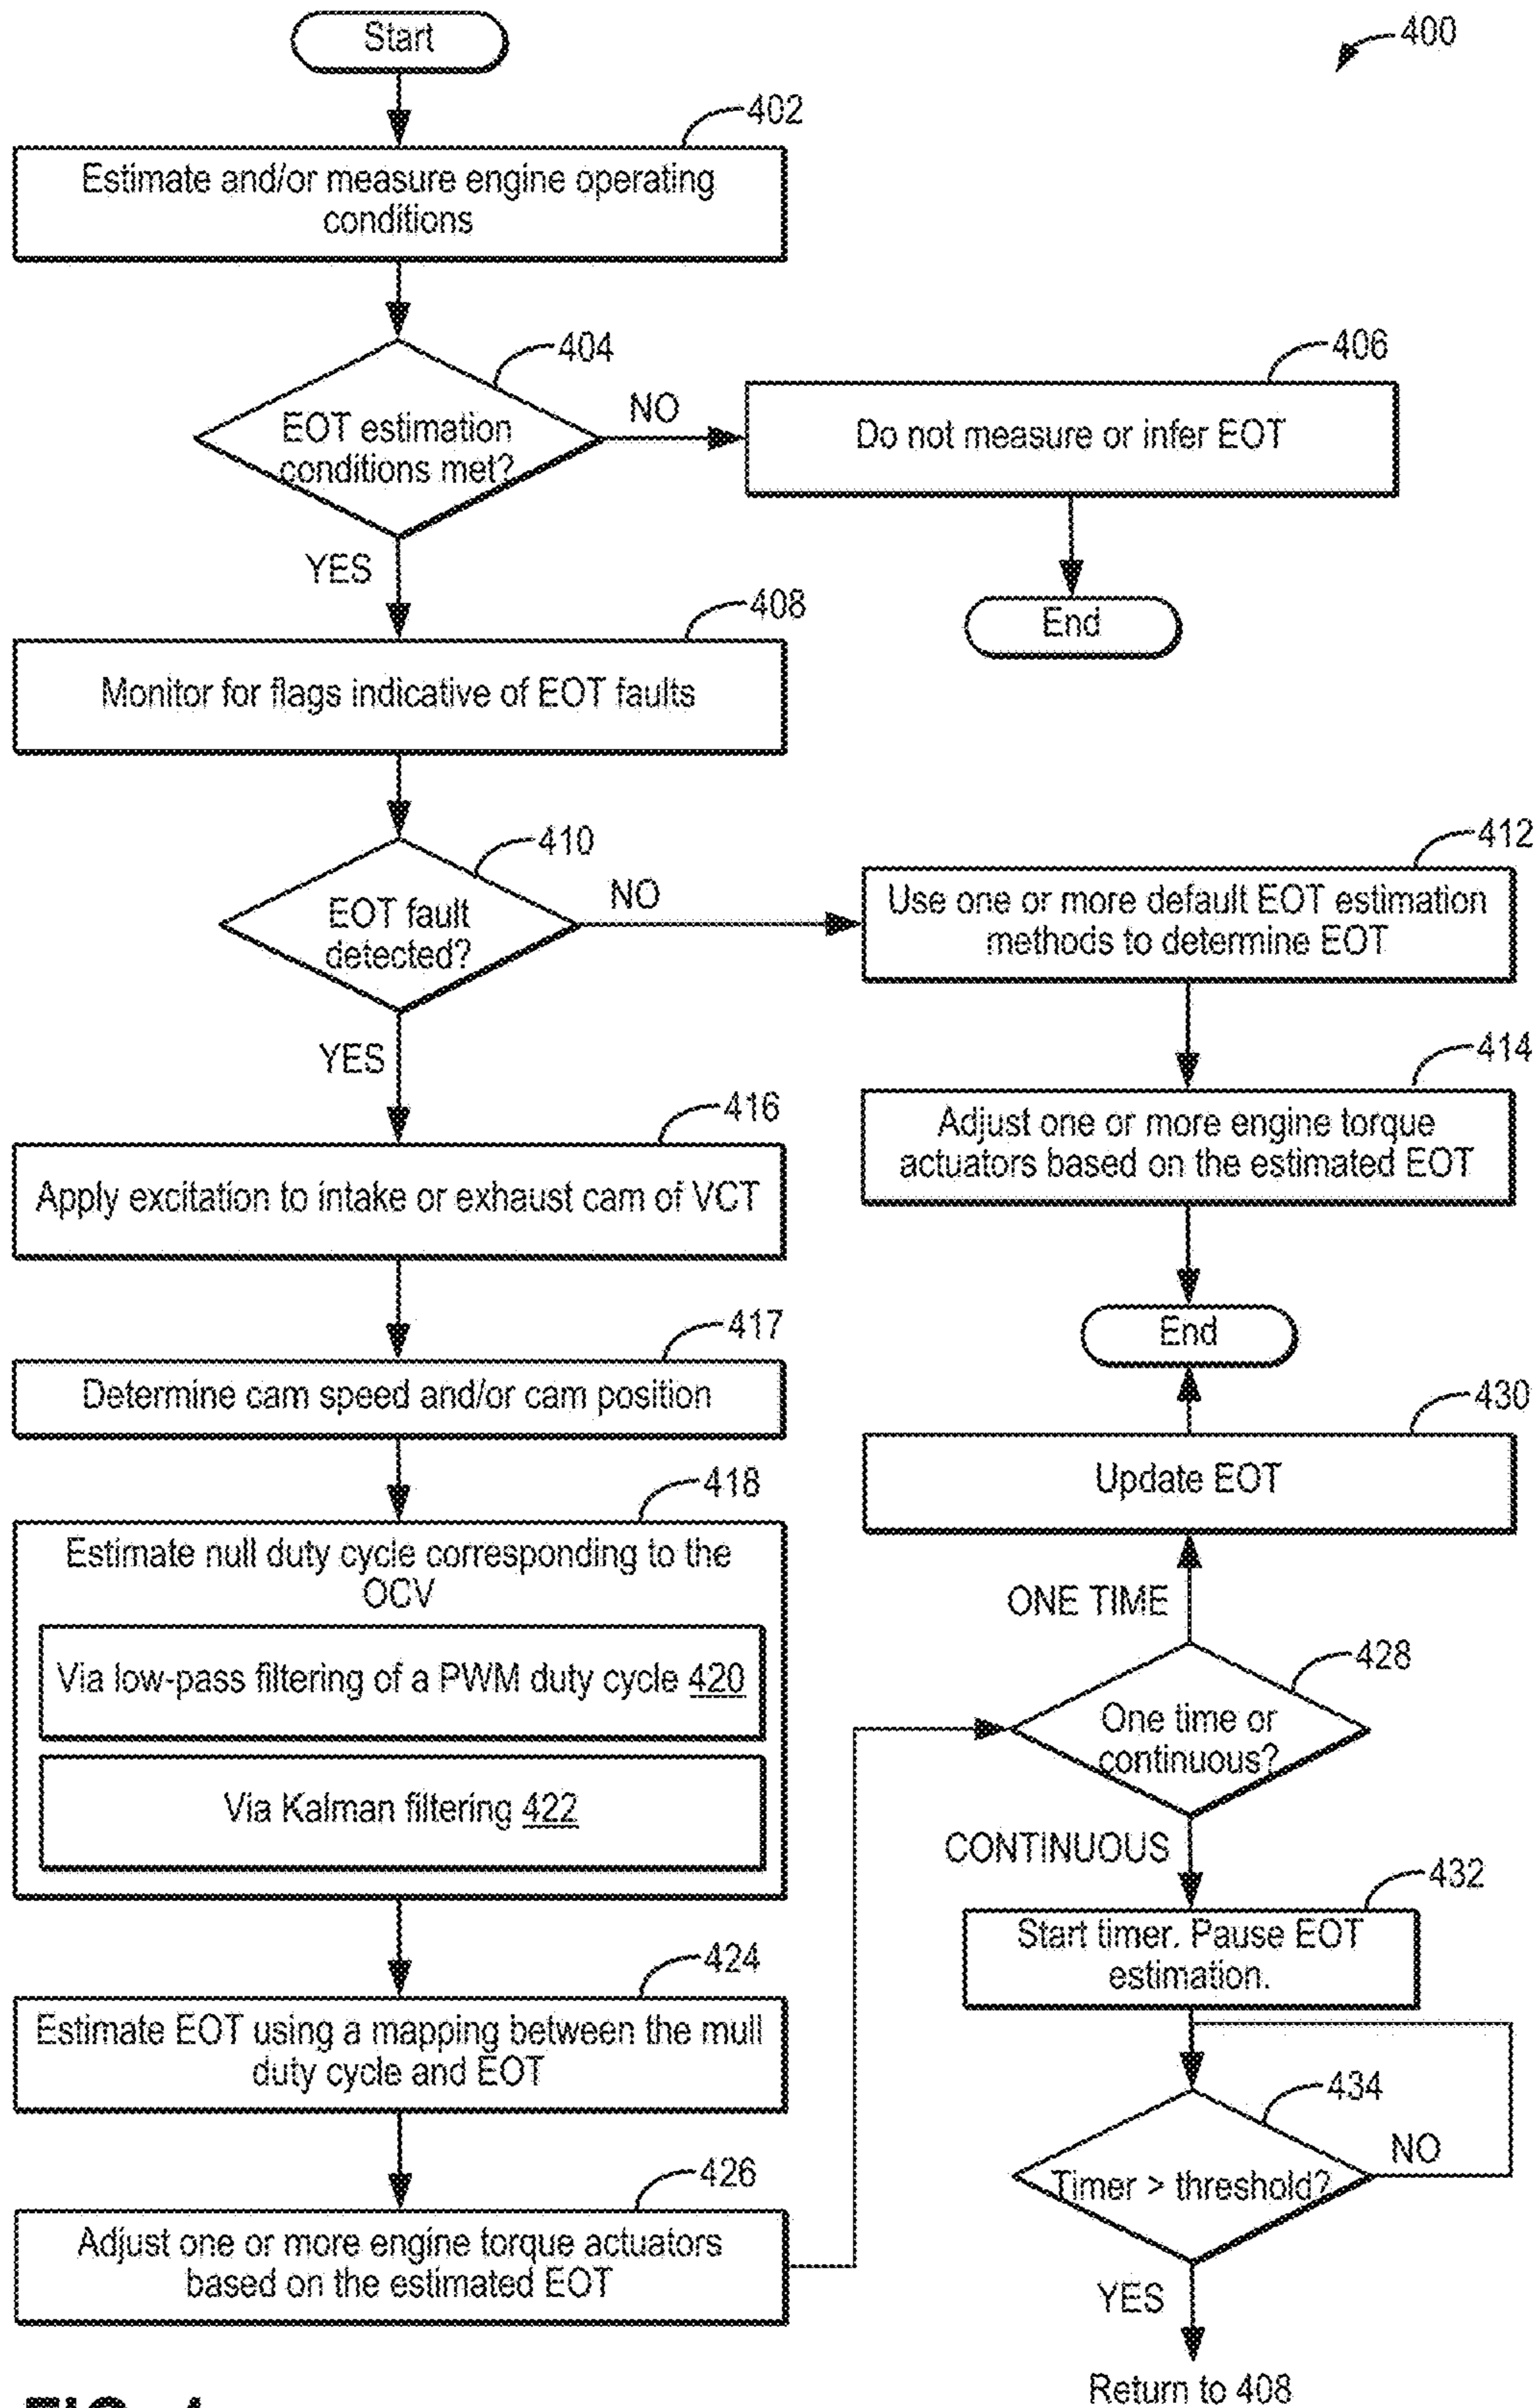 Start
400
402
Estimate and/or measure engine operating
conditions
404
EOT estimation
conditions met?
NO
406
Do not measure or infer EOT
End
YES
408
Monitor for flags indicative of EOT faults
410
EOT fault
detected?
NO
412
Use one or more default EOT estimation
methods to determine EOT
414
Adjust one or more engine torque
actuators based on the estimated EOT
End
YES
416
Apply excitation to intake or exhaust cam of VCT
417
Determine cam speed and/or cam position
418
Estimate null duty cycle corresponding to the
OCV
Via low-pass filtering of a PWM duty cycle 420
Via Kalman filtering 422
424
Estimate EOT using a mapping between the mull
duty cycle and EOT
426
Adjust one or more engine torque actuators
based on the estimated EOT
430
Update EOT
ONE TIME
428
One time or
continuous?
CONTINUOUS
432
Start timer. Pause EOT
estimation.
434
Timer > threshold?
NO
YES
Return to 408